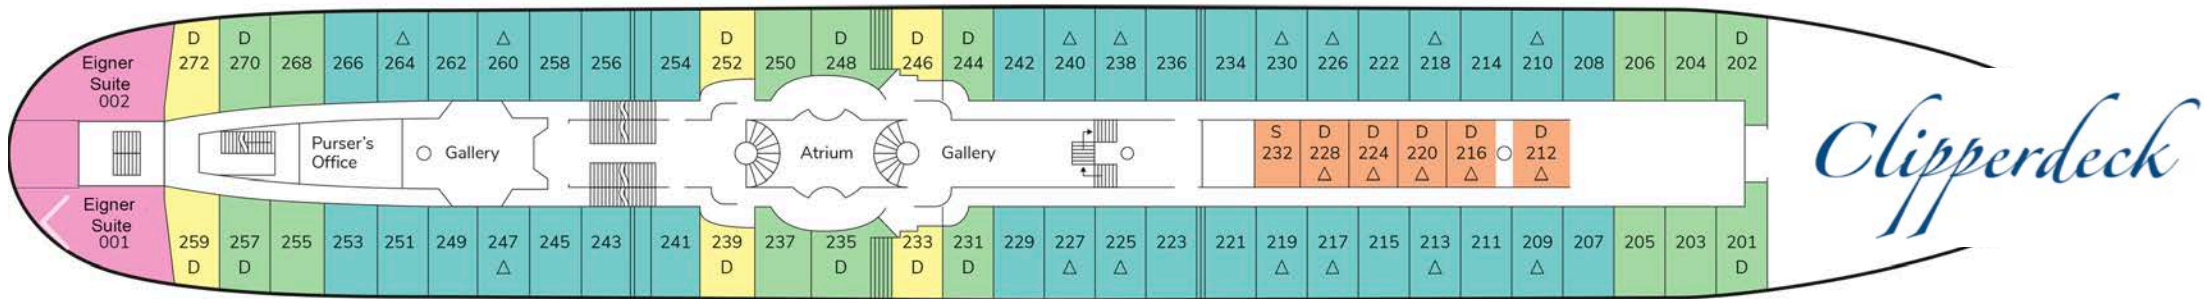 Eigner
Suite
002
D D D D D D D
272 270 268 266 264 262 260 258 256 254 252 250 248 246 244 242 240 238 236 234 230 226 222 218 214 210 208 206 204 202
Purser's
Office
Gallery
Atrium
Gallery
S D D D D D
232 228 224 220 216 212
Clipperdeck
Eigner
Suite
001
259 257 255 253 251 249 247 245 243 241 239 237 235 233 231 229 227 225 223 221 219 217 215 213 211 209 207 205 203 201
D D D D D D D